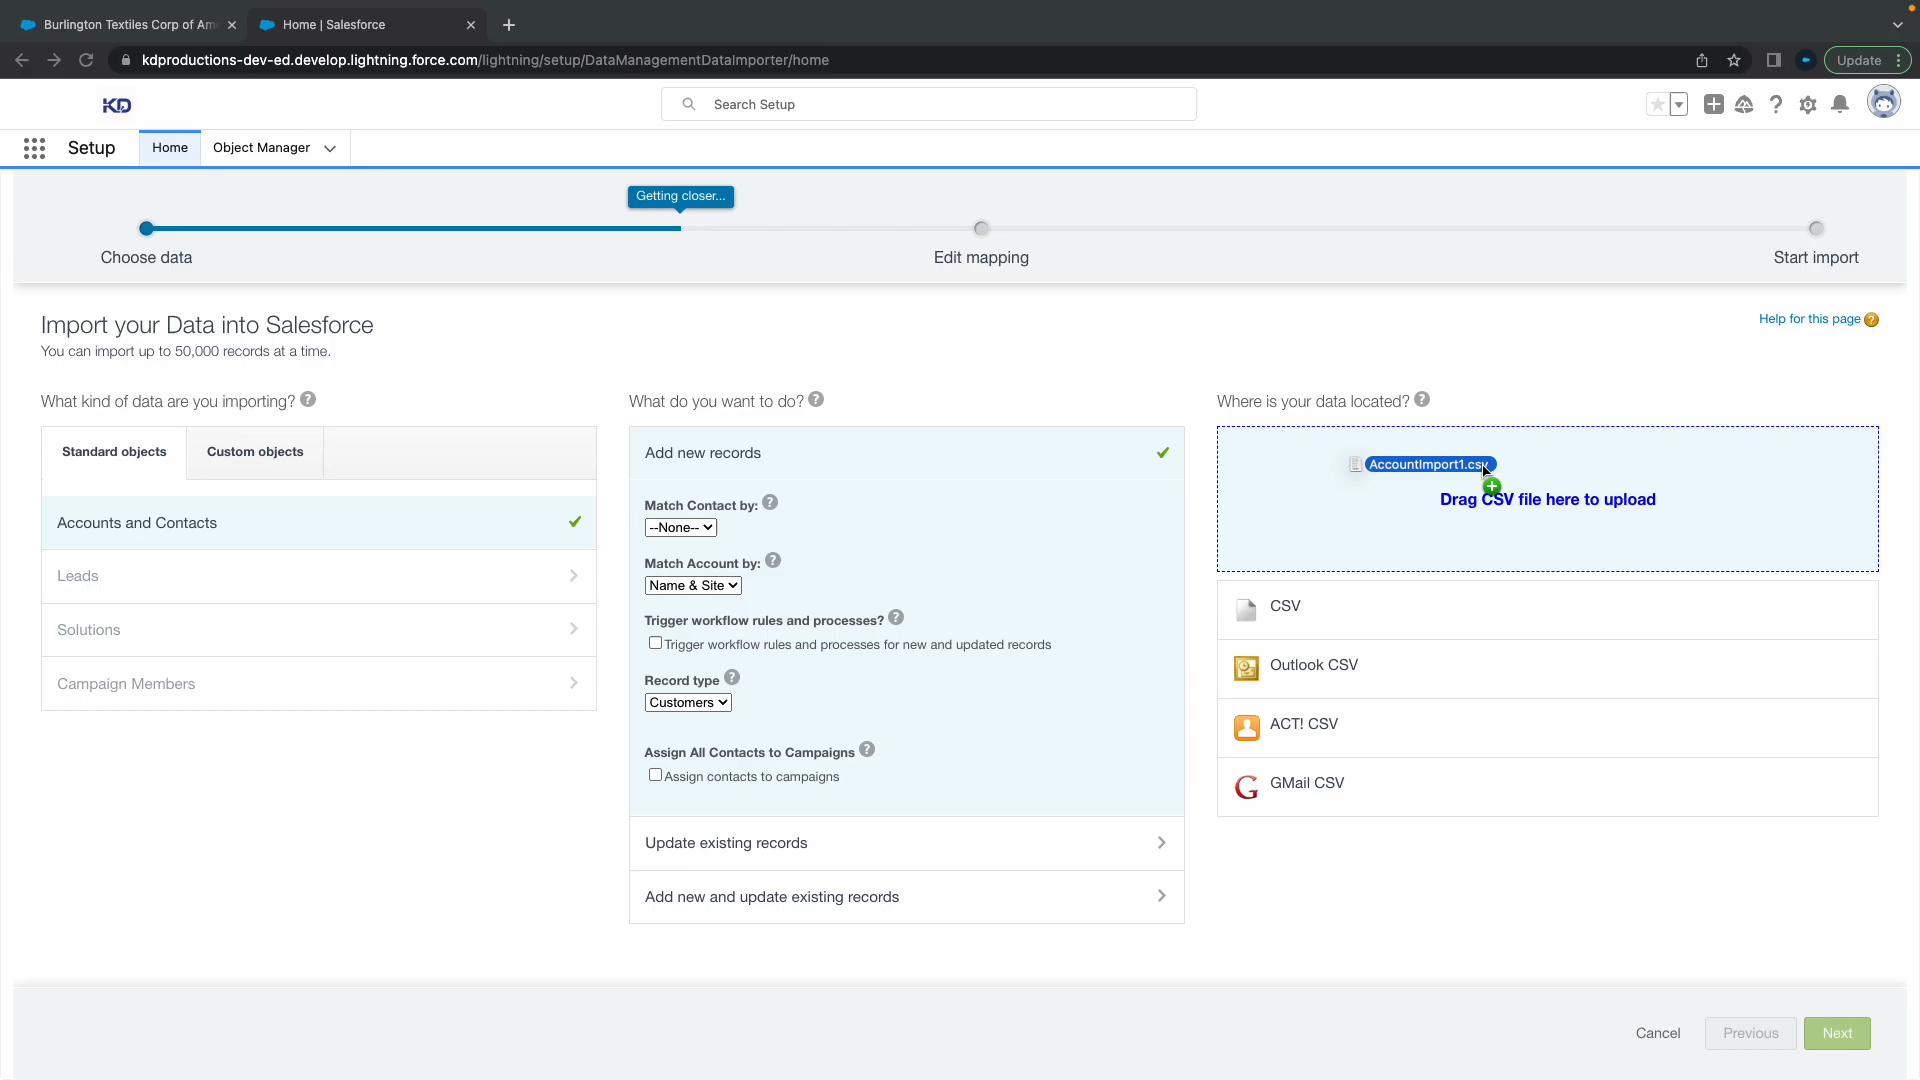 Burlington Textiles Corp of Am
Home | Salesforce
kdproductions-dev-ed.develop.lightning.force.com/lightning/setup/DataManagementDataImporter/home
Update
KD
Search Setup
Setup
Home
Object Manager
Getting closer...
Choose data
Edit mapping
Start import
Import your Data into Salesforce
You can import up to 50,000 records at a time.
Help for this page ?
What kind of data are you importing? ?
Standard objects
Custom objects
Accounts and Contacts
Leads
Solutions
Campaign Members
What do you want to do? ?
Add new records
Match Contact by: ?
--None--
Match Account by: ?
Name & Site
Trigger workflow rules and processes? ?
Trigger workflow rules and processes for new and updated records
Record type ?
Customers
Assign All Contacts to Campaigns ?
Assign contacts to campaigns
Update existing records
Add new and update existing records
Where is your data located? ?
AccountImport1.csv
Drag CSV file here to upload
CSV
Outlook CSV
ACT! CSV
GMail CSV
Cancel
Previous
Next